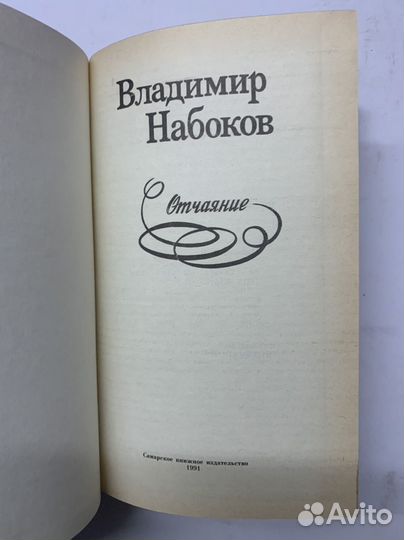 Владимир
Набоков
Отчаяние
Самарское книжное издательство
1991
Avito